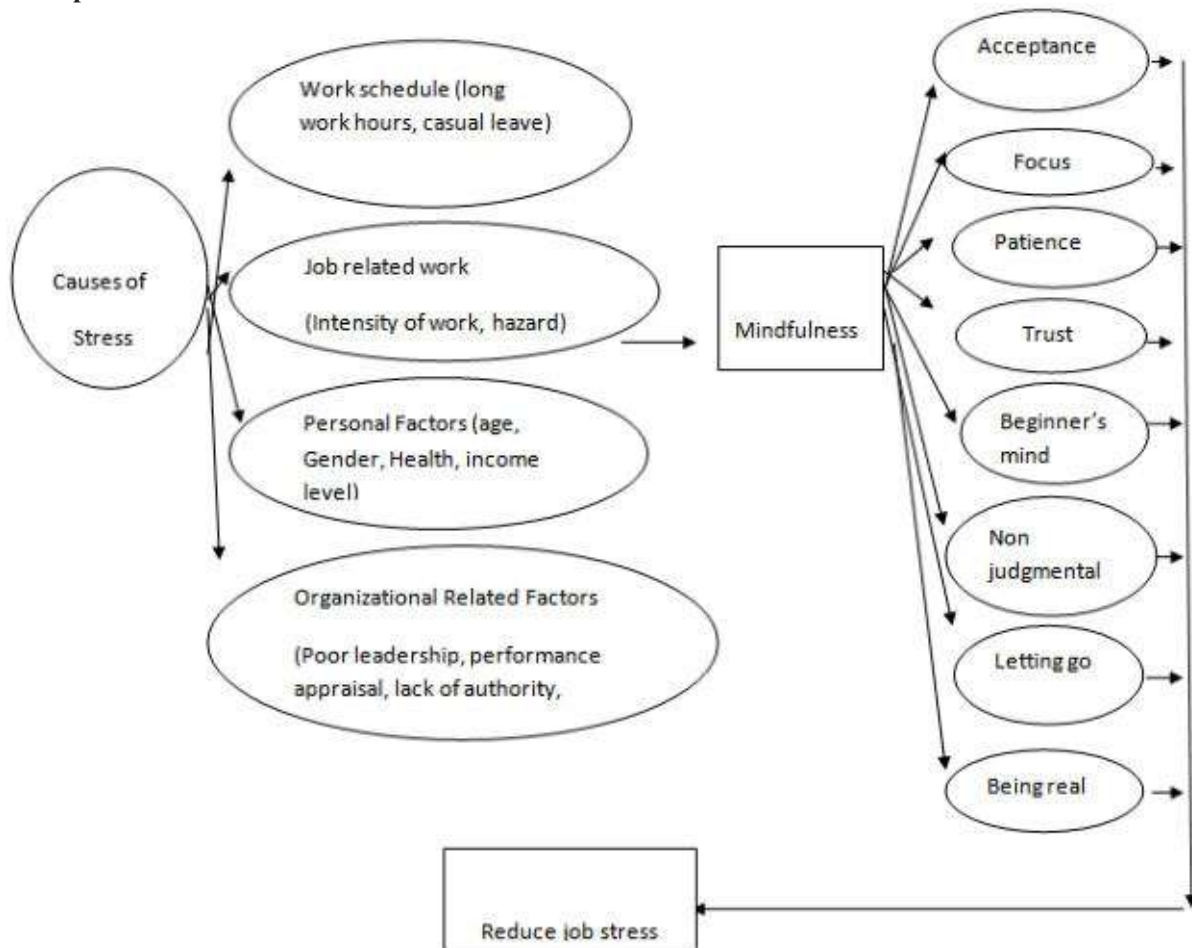 Acceptance
Work schedule (long
work hours, casual leave)
Focus
Patience
Job related work
(Intensity of work, hazard)
Causes of
Stress
Mindfulness
Trust
Personal Factors (age,
Gender, Health, income
level)
Beginner's
mind
Non
judgmental
Organizational Related Factors
(Poor leadership, performance
appraisal, lack of authority,
Letting go
Being real
Reduce job stress